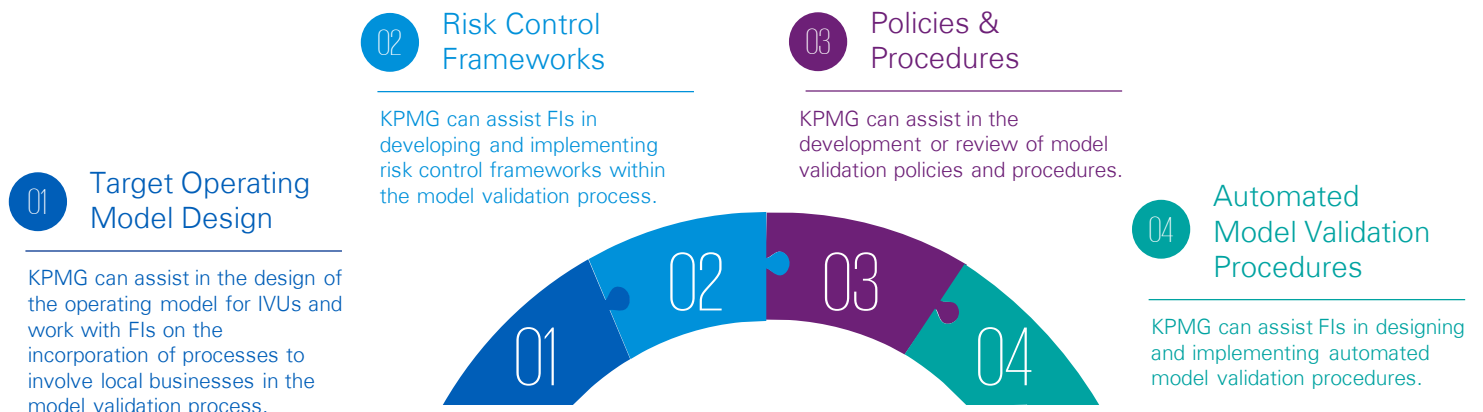 01
Target Operating
Model Design
KPMG can assist in the design of
the operating model for IVUs and
work with FIs on the
incorporation of processes to
involve local businesses in the
model validation process.
02
Risk Control
Frameworks
KPMG can assist FIs in
developing and implementing
risk control frameworks within
the model validation process.
03
Policies &
Procedures
KPMG can assist in the
development or review of model
validation policies and procedures.
04
Automated
Model Validation
Procedures
KPMG can assist FIs in designing
and implementing automated
model validation procedures.
01
02
03
04